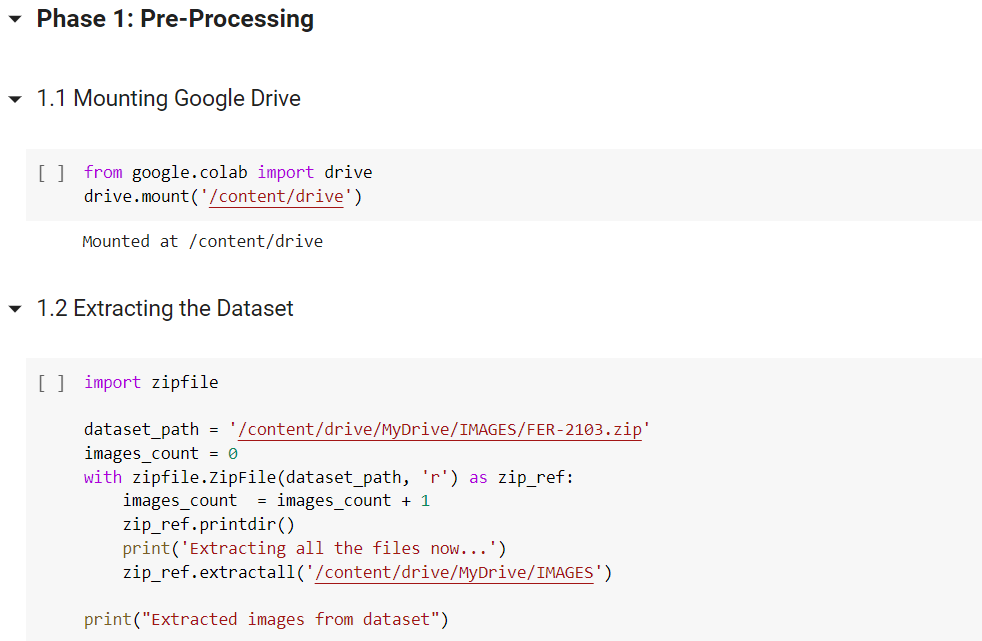 Phase 1: Pre-Processing
1.1 Mounting Google Drive
[ ] from google.colab import drive
drive.mount('/content/drive')
Mounted at /content/drive
1.2 Extracting the Dataset
[ ] import zipfile
dataset_path = '/content/drive/MyDrive/IMAGES/FER-2103.zip'
images_count = 0
with zipfile.ZipFile(dataset_path, 'r') as zip_ref:
    images_count  = images_count + 1
    zip_ref.printdir()
    print('Extracting all the files now...')
    zip_ref.extractall('/content/drive/MyDrive/IMAGES')
print("Extracted images from dataset")